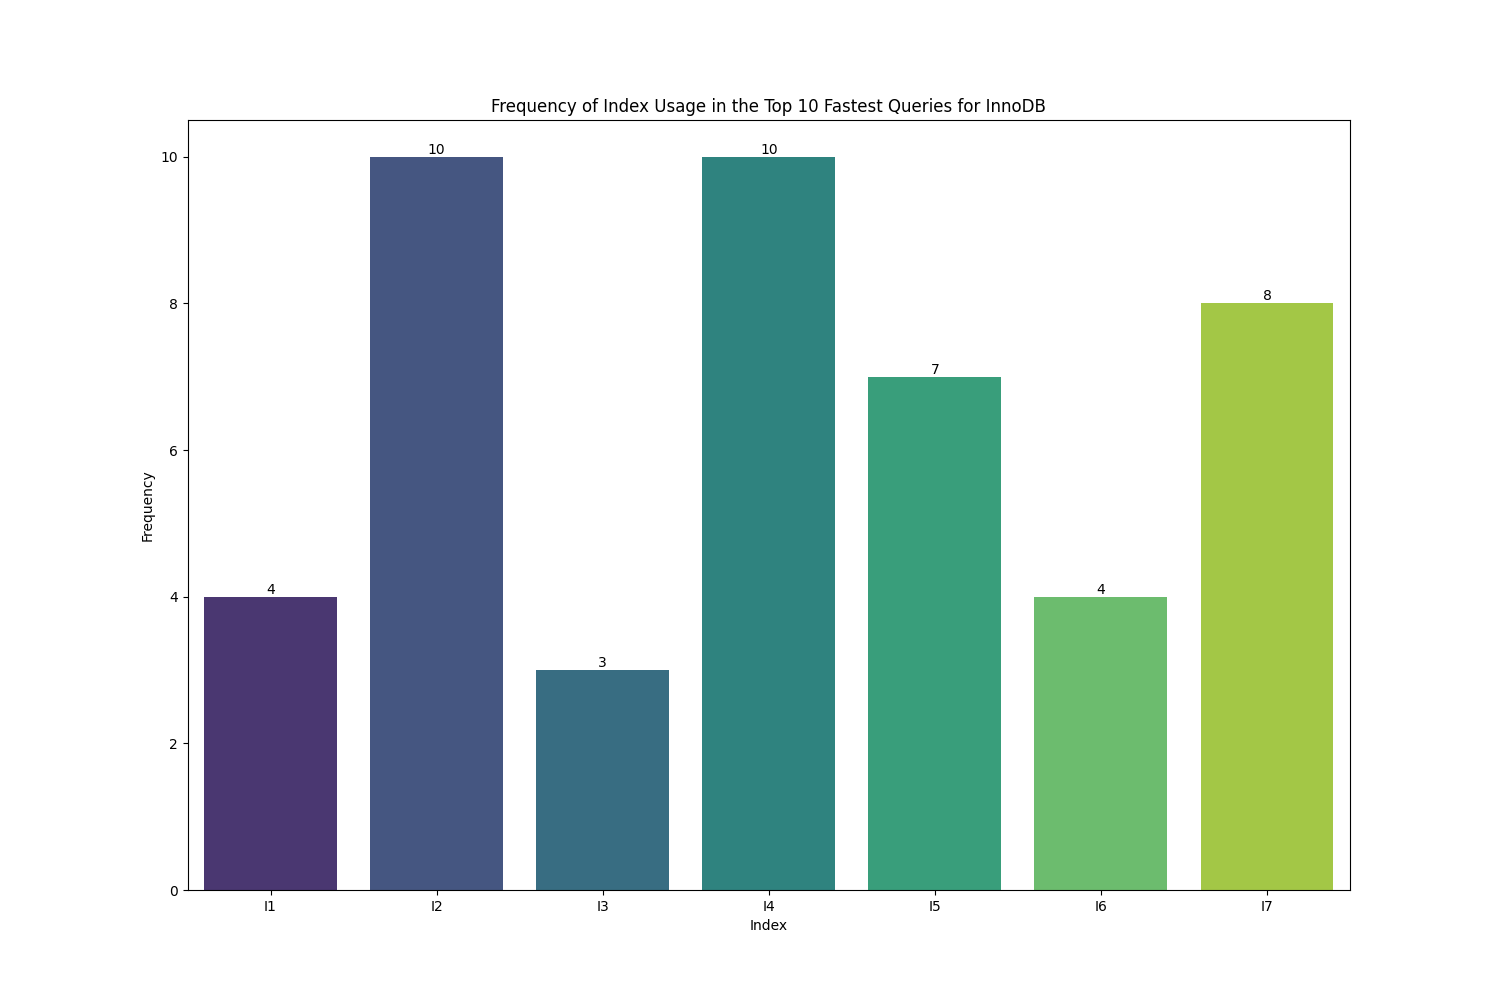 Frequency of Index Usage in the Top 10 Fastest Queries for InnoDB
10
8
6
4
2
0
Frequency
4
10
3
10
7
4
8
I1
I2
I3
I4
I5
I6
I7
Index